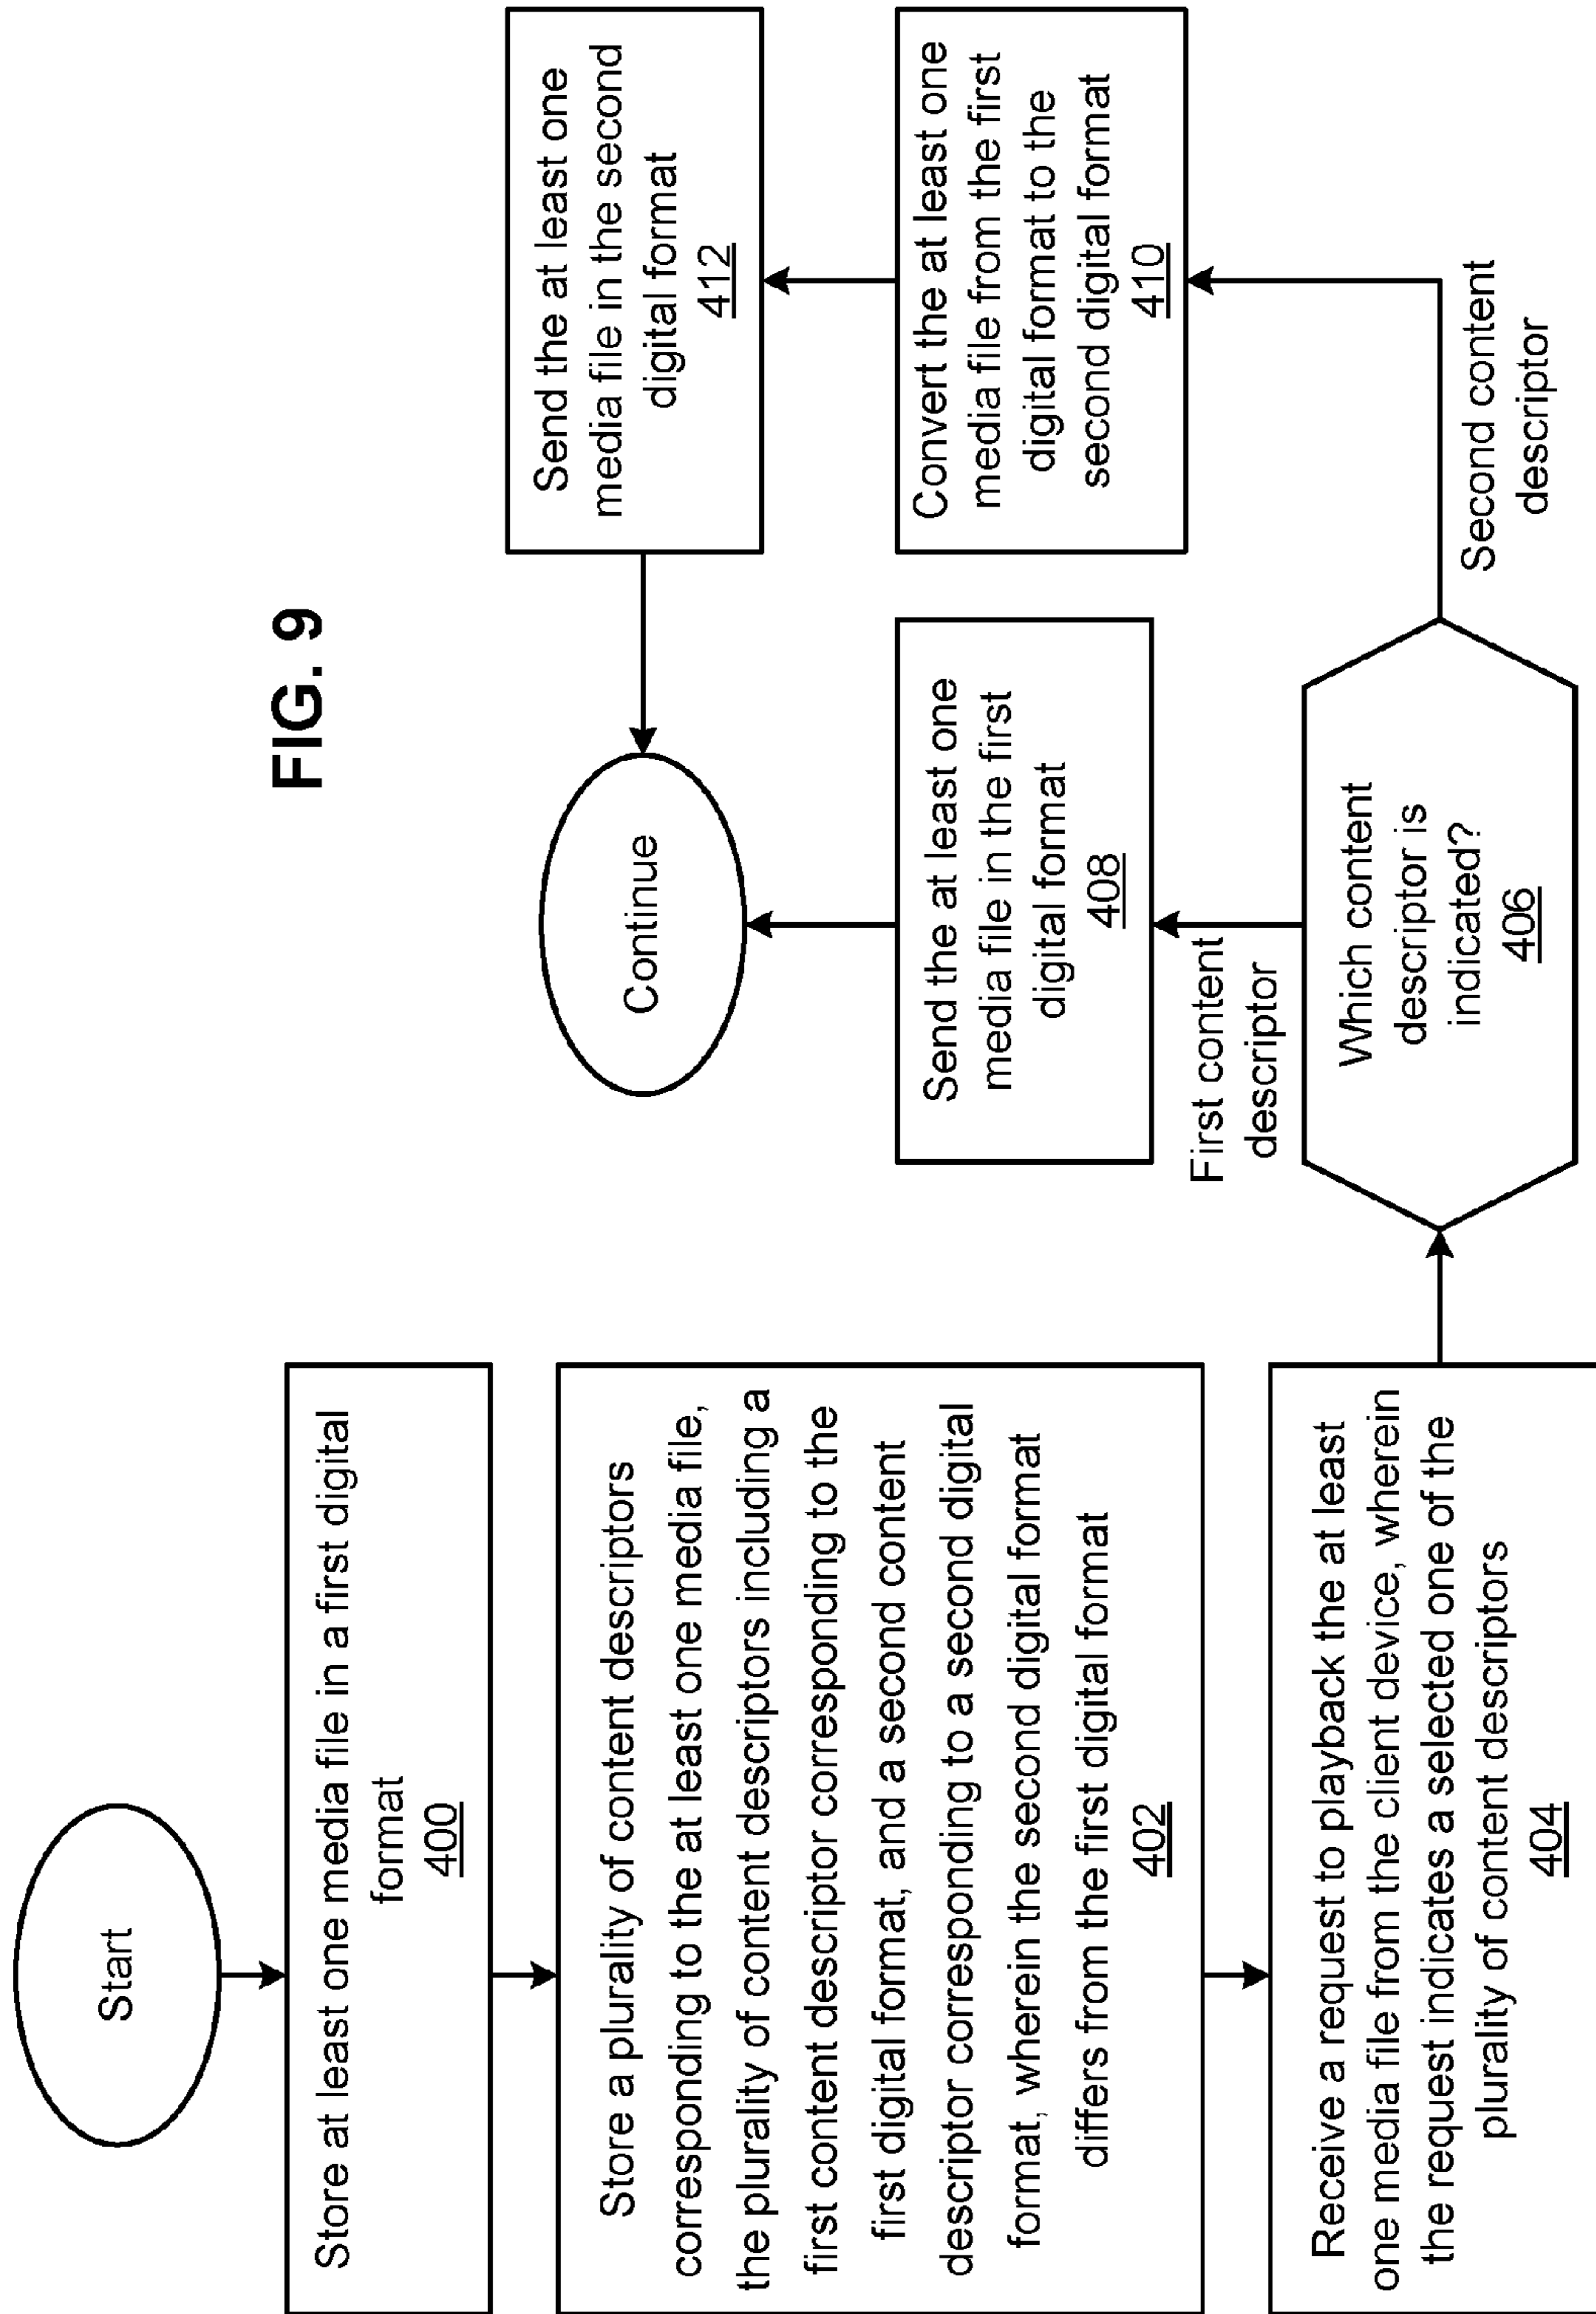 FIG. 9
Start
Store at least one media file in a first digital
format
400
Store a plurality of content descriptors
corresponding to the at least one media file,
the plurality of content descriptors including a
first content descriptor corresponding to the
first digital format, and a second content
descriptor corresponding to a second digital
format, wherein the second digital format
differs from the first digital format
402
Receive a request to playback the at least
one media file from the client device, wherein
the request indicates a selected one of the
plurality of content descriptors
404
Which content
descriptor is
indicated?
406
First content
descriptor
Send the at least one
media file in the first
digital format
408
Continue
Second content
descriptor
Convert the at least one
media file from the first
digital format to the
second digital format
410
Send the at least one
media file in the second
digital format
412